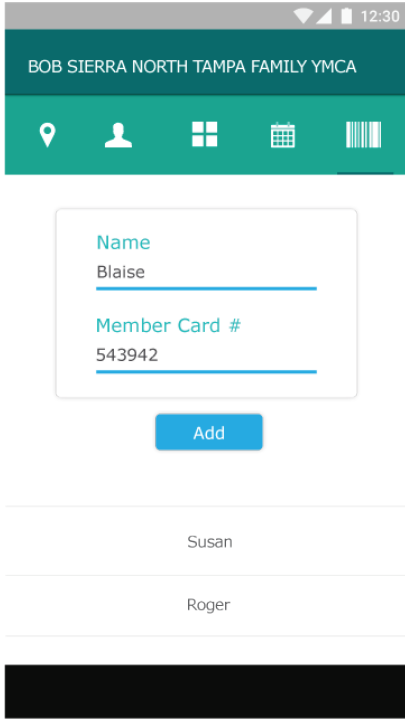 12:30
BOB SIERRA NORTH TAMPA FAMILY YMCA
Name
Blaise
Member Card #
543942
Add
Susan
Roger